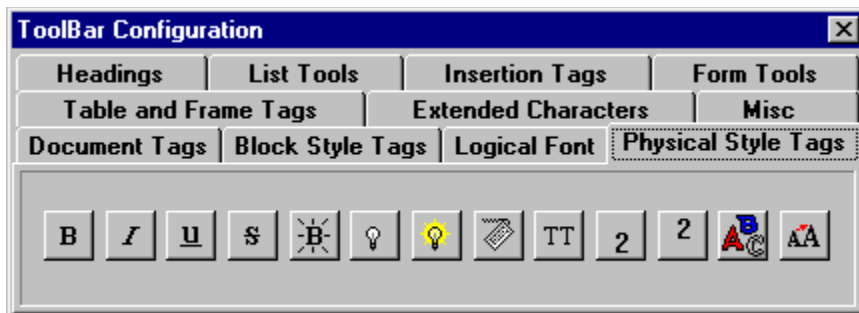 ToolBar Configuration
Headings List Tools Insertion Tags Form Tools
Table and Frame Tags Extended Characters Misc
Document Tags Block Style Tags Logical Font Physical Style Tags
B I U S B TT 2 2 A B C A A